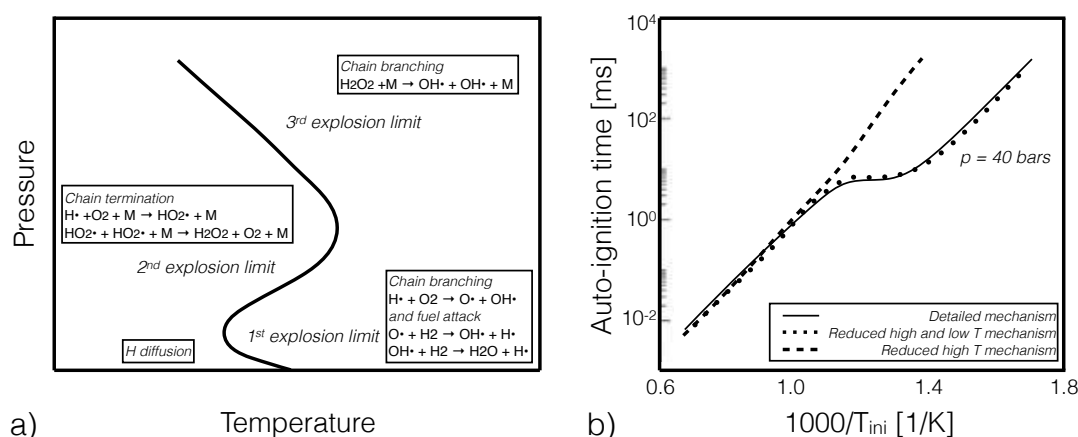 Chain branching
H2O2 +M → OH• + OH• + M
3rd explosion limit
Chain termination
H• +O2 + M → HO2• + M
HO2• + HO2• + M → H2O2 + O2 + M
2nd explosion limit
Chain branching
H• + O2 → O• + OH•
and fuel attack
O• + H2 → OH• + H•
OH• + H2 → H2O + H•
1st explosion limit
H diffusion
Pressure
a)
Temperature
Auto-ignition time [ms]
10^4
10^2
10^0
10^-2
p = 40 bars
Detailed mechanism
Reduced high and low T mechanism
Reduced high T mechanism
0.6
1.0
1.4
1.8
b)
1000/Tini [1/K]